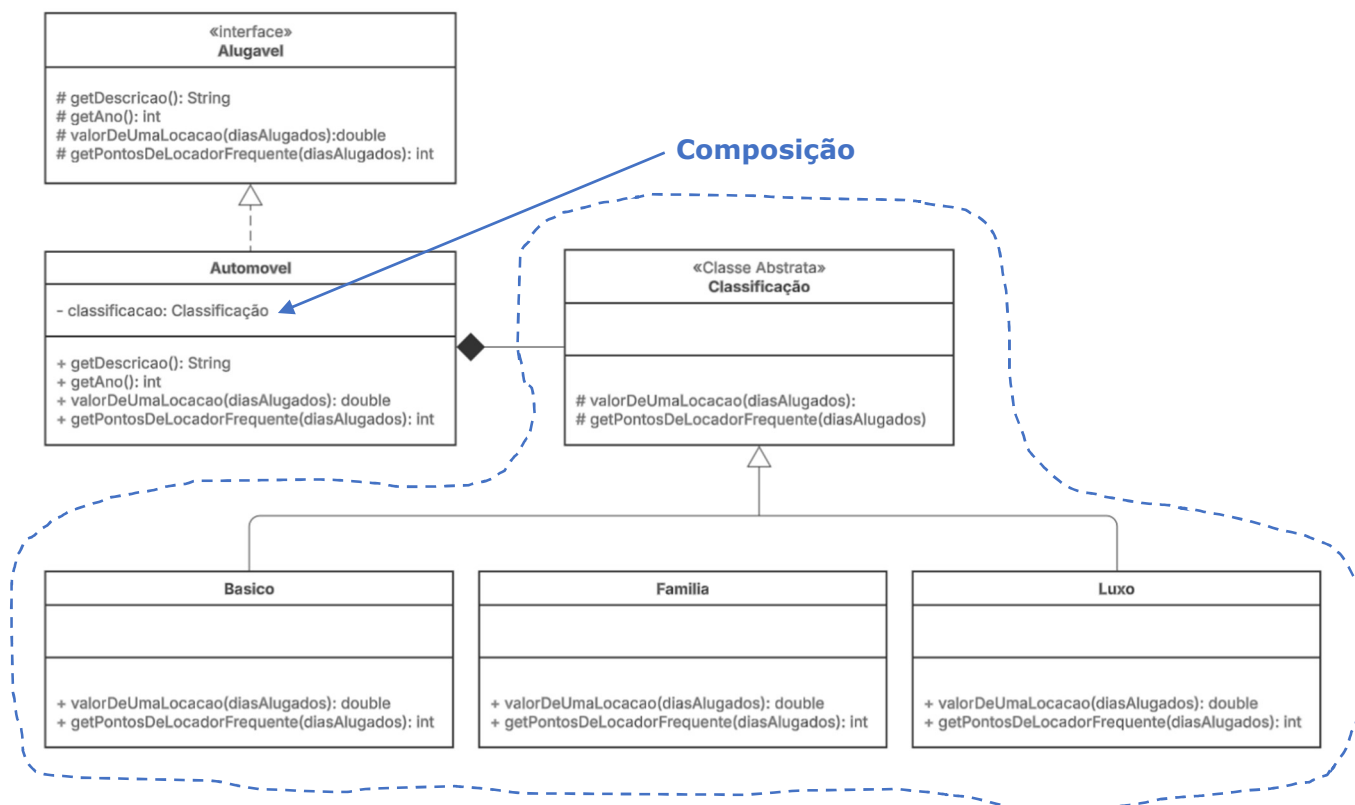 «interface»
Alugavel
# getDescricao(): String
# getAno(): int
# valorDeUmaLocacao(diasAlugados):double
# getPontosDeLocadorFrequente(diasAlugados): int
Composição
Automovel
- classificacao: Classificação
+ getDescricao(): String
+ getAno(): int
+ valorDeUmaLocacao(diasAlugados): double
+ getPontosDeLocadorFrequente(diasAlugados): int
«Classe Abstrata»
Classificação
# valorDeUmaLocacao(diasAlugados):
# getPontosDeLocadorFrequente(diasAlugados)
Basico
+ valorDeUmaLocacao(diasAlugados): double
+ getPontosDeLocadorFrequente(diasAlugados): int
Familia
+ valorDeUmaLocacao(diasAlugados): double
+ getPontosDeLocadorFrequente(diasAlugados): int
Luxo
+ valorDeUmaLocacao(diasAlugados): double
+ getPontosDeLocadorFrequente(diasAlugados): int